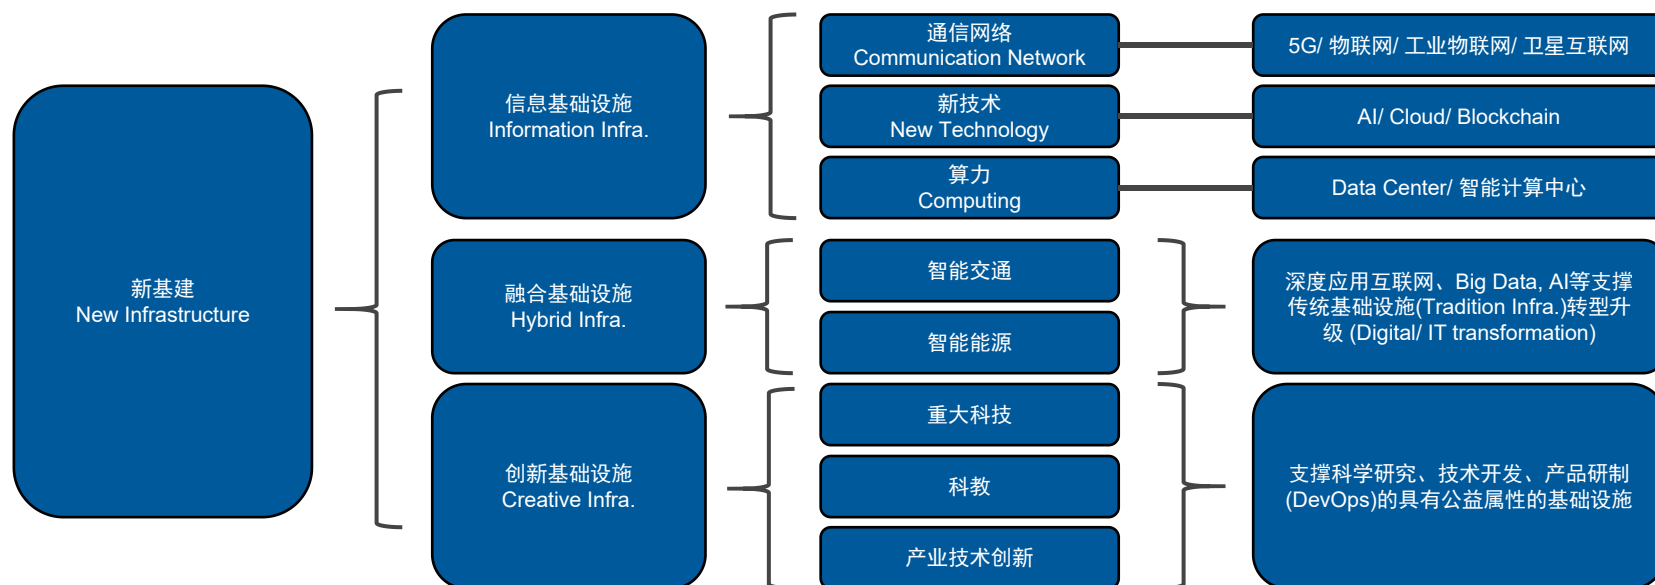 新基建
New Infrastructure
信息基础设施
Information Infra.
通信网络
Communication Network
5G/ 物联网/ 工业物联网/ 卫星互联网
新技术
New Technology
AI/ Cloud/ Blockchain
算力
Computing
Data Center/ 智能计算中心
融合基础设施
Hybrid Infra.
智能交通
智能能源
深度应用互联网、Big Data, AI等支撑
传统基础设施(Tradition Infra.)转型升
级 (Digital/ IT transformation)
创新基础设施
Creative Infra.
重大科技
科教
产业技术创新
支撑科学研究、技术开发、产品研制
(DevOps)的具有公益属性的基础设施